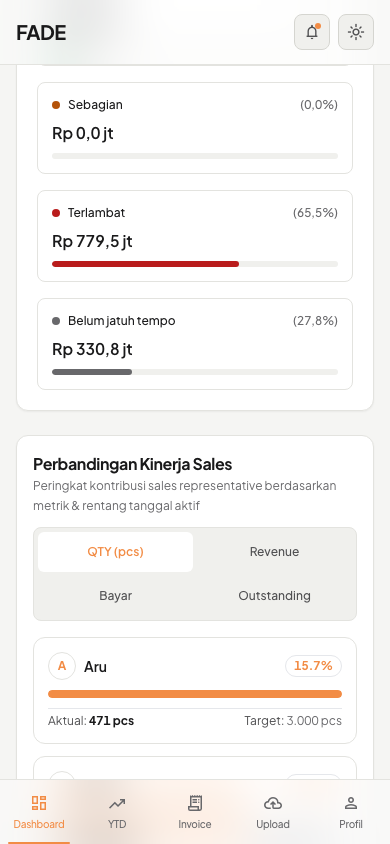 FADE
Sebagian (0,0%)
Rp 0,0 jt
Terlambat (65,5%)
Rp 779,5 jt
Belum jatuh tempo (27,8%)
Rp 330,8 jt
Perbandingan Kinerja Sales
Peringkat kontribusi sales representative berdasarkan
metrik & rentang tanggal aktif
QTY (pcs) Revenue
Bayar Outstanding
A Aru 15.7%
Aktual: 471 pcs Target: 3.000 pcs
Dashboard YTD Invoice Upload Profil